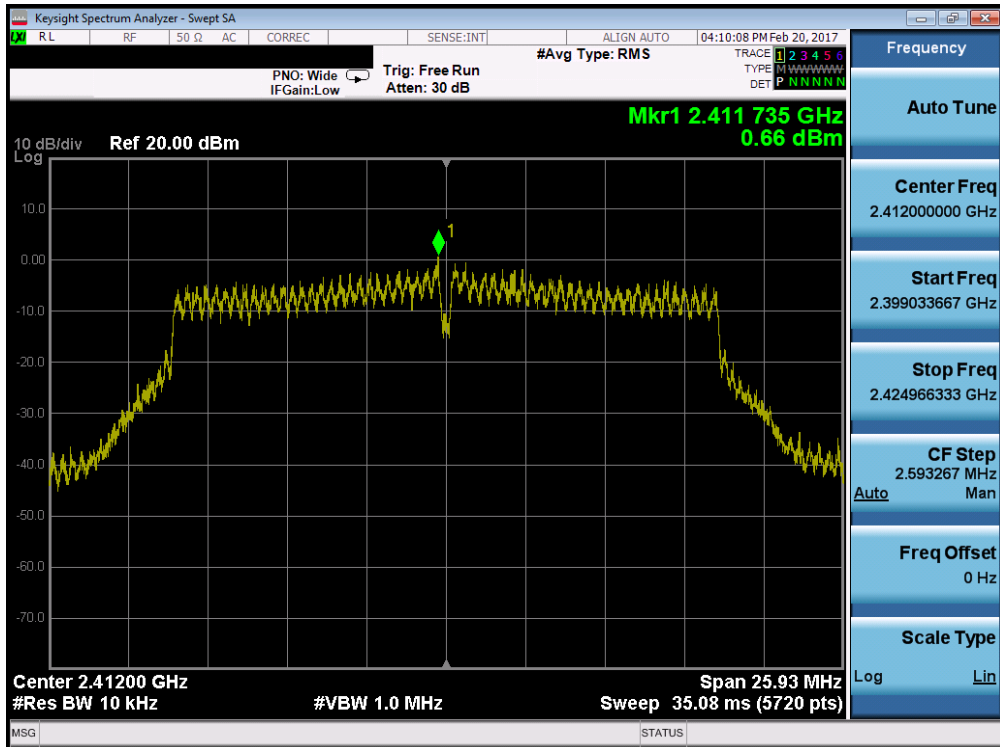 Keysight Spectrum Analyzer - Swept SA
LXI RL RF 50 Ω AC CORREC SENSE:INT ALIGN AUTO 04:10:08 PM Feb 20, 2017
PNO: Wide
IFGain:Low
Trig: Free Run
Atten: 30 dB
#Avg Type: RMS
TRACE 1 2 3 4 5 6
TYPE M W W W W W
DET P N N N N N
Mkr1 2.411 735 GHz
0.66 dBm
10 dB/div
Log
Ref 20.00 dBm
1
10.0
0.00
-10.0
-20.0
-30.0
-40.0
-50.0
-60.0
-70.0
Center 2.41200 GHz
Span 25.93 MHz
#Res BW 10 kHz
#VBW 1.0 MHz
Sweep 35.08 ms (5720 pts)
MSG
STATUS
Frequency
Auto Tune
Center Freq
2.412000000 GHz
Start Freq
2.399033667 GHz
Stop Freq
2.424966333 GHz
CF Step
2.593267 MHz
Auto Man
Freq Offset
0 Hz
Scale Type
Log Lin